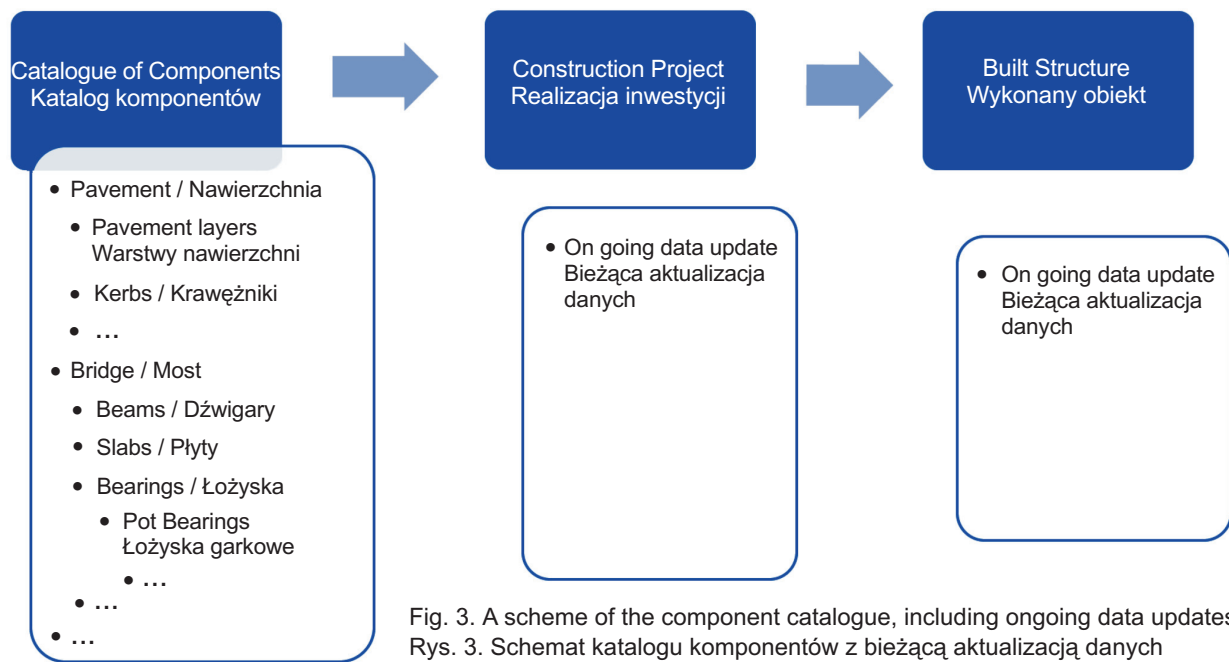 Catalogue of Components
Katalog komponentów
Construction Project
Realizacja inwestycji
Built Structure
Wykonany obiekt
• Pavement / Nawierzchnia
• Pavement layers
Warstwy nawierzchni
• Kerbs / Krawężniki
• ...
• Bridge / Most
• Beams / Dźwigary
• Slabs / Płyty
• Bearings / Łożyska
• Pot Bearings
Łożyska garkowe
• ...
• ...
• ...
• On going data update
Bieżąca aktualizacja
danych
• On going data update
Bieżąca aktualizacja
danych
Fig. 3. A scheme of the component catalogue, including ongoing data updates
Rys. 3. Schemat katalogu komponentów z bieżącą aktualizacją danych